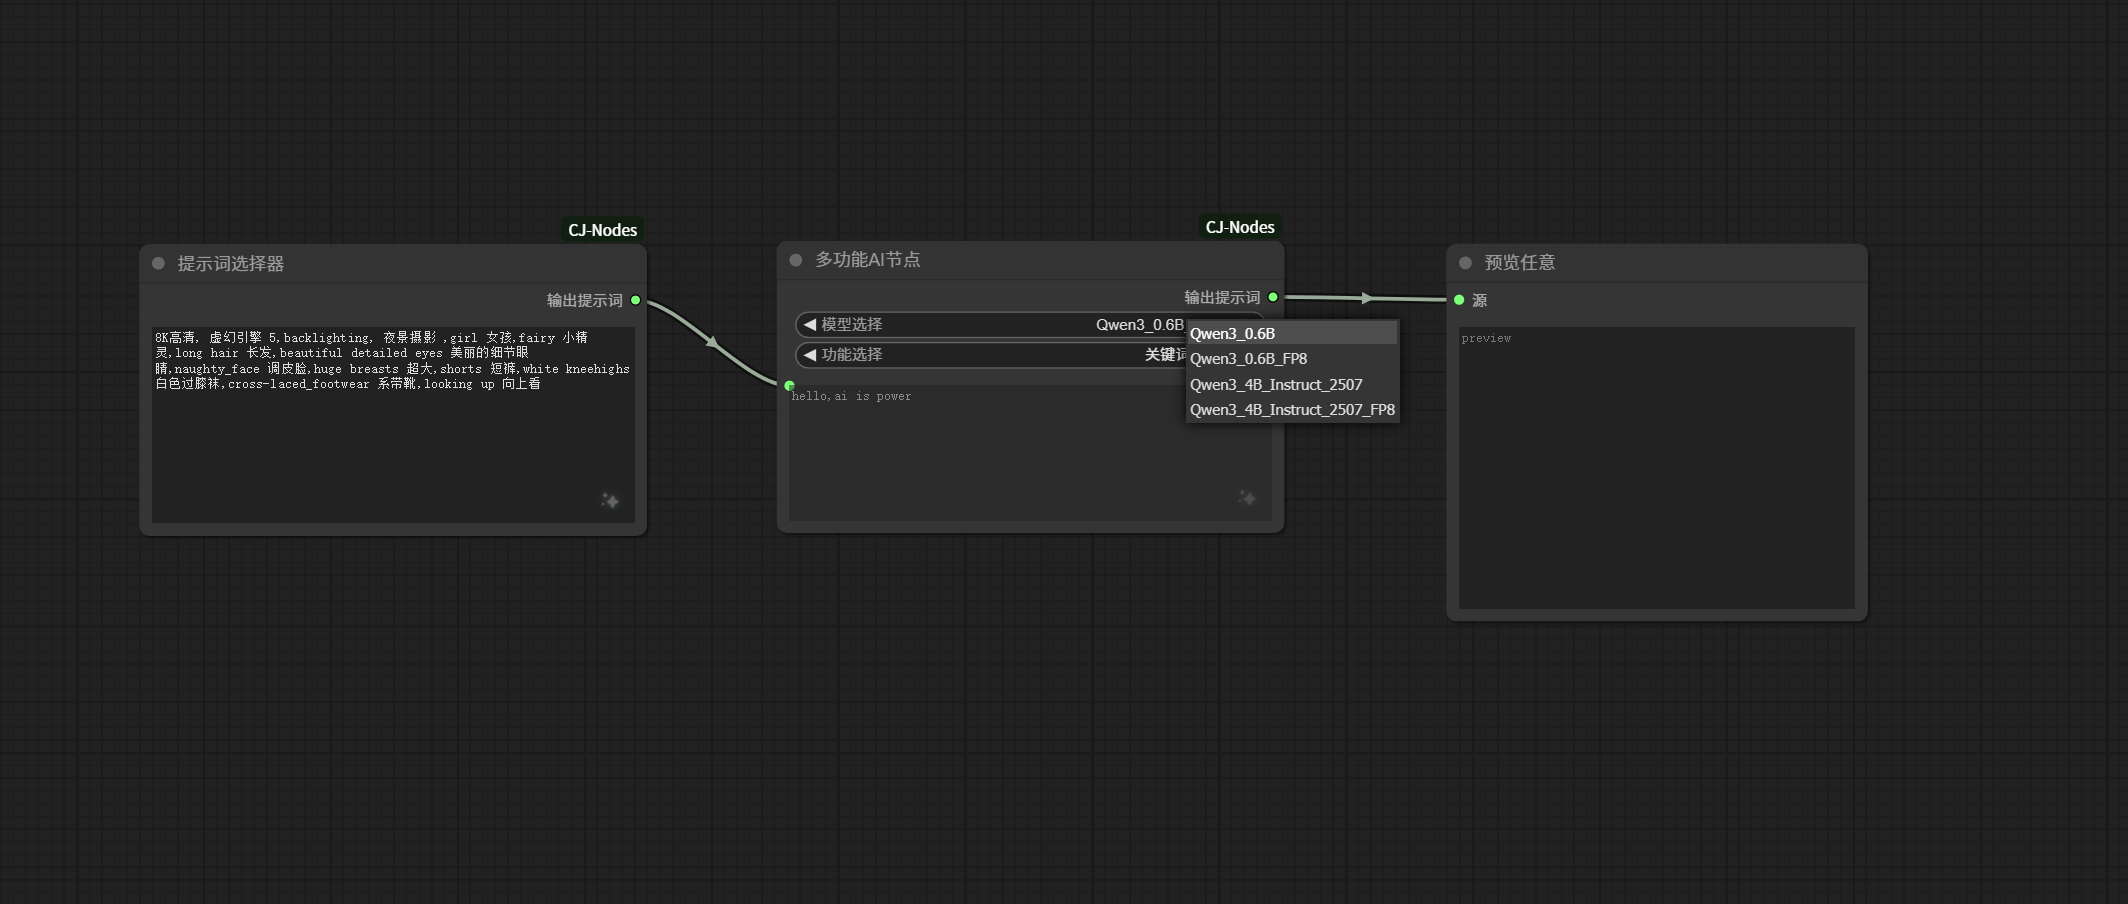 CJ-Nodes
提示词选择器
输出提示词
8K高清, 虚幻引擎 5,backlighting, 夜景摄影 ,girl 女孩,fairy 小精
灵,long hair 长发,beautiful detailed eyes 美丽的细节眼
睛,naughty_face 调皮脸,huge breasts 超大,shorts 短裤,white kneehighs
白色过膝袜,cross-laced_footwear 系带靴,looking up 向上看
CJ-Nodes
多功能AI节点
输出提示词
模型选择 Qwen3_0.6B_
功能选择 关键词
hello,ai is power
Qwen3_0.6B
Qwen3_0.6B_FP8
Qwen3_4B_Instruct_2507
Qwen3_4B_Instruct_2507_FP8
预览任意
源
preview